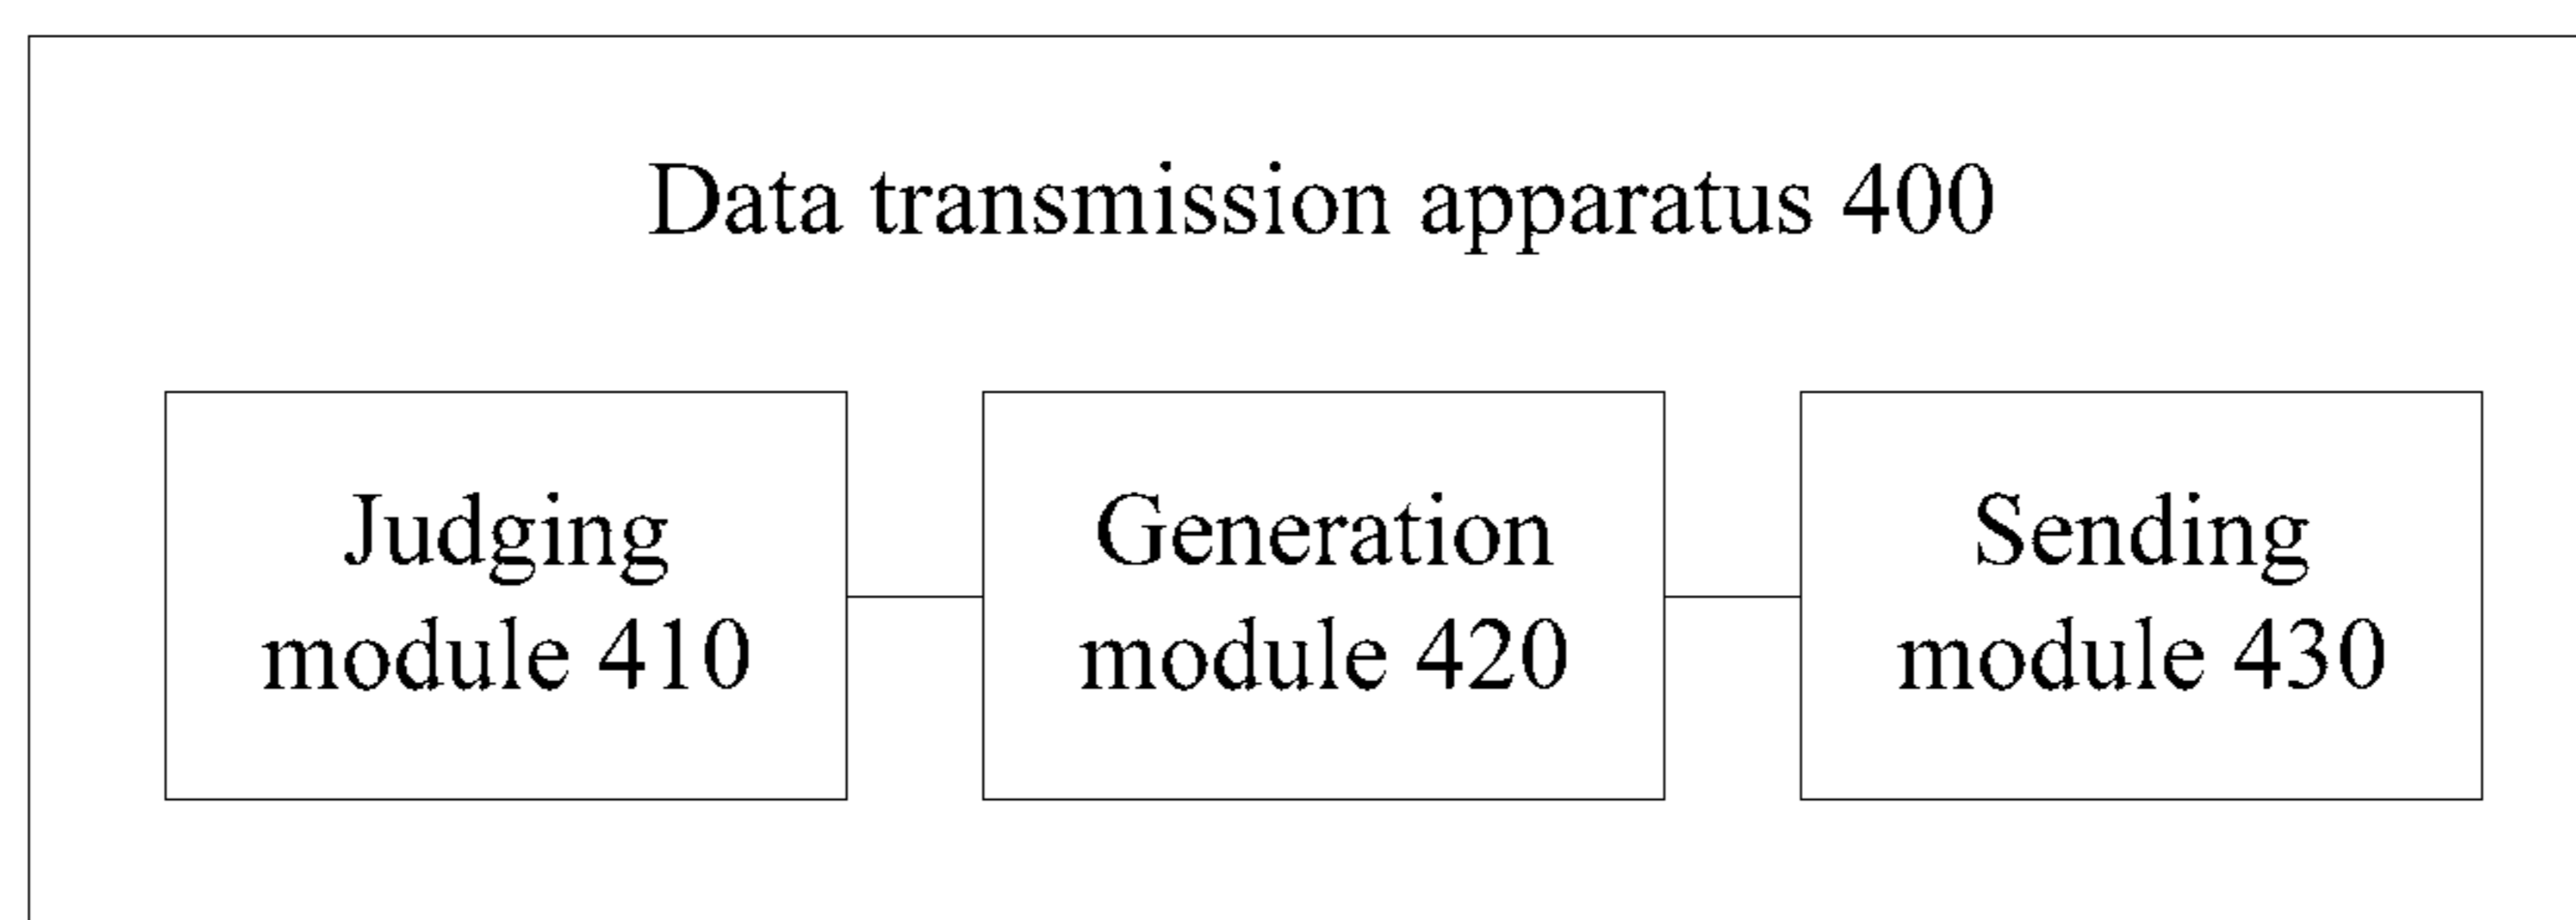 Data transmission apparatus 400
Judging
module 410
Generation
module 420
Sending
module 430